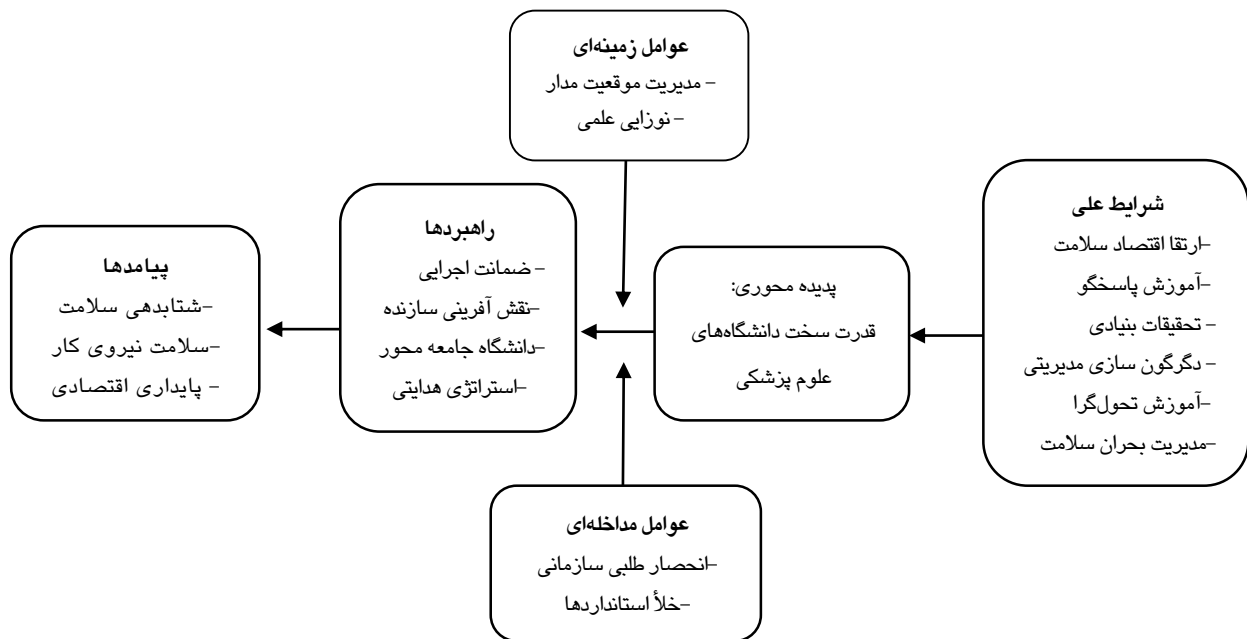 عوامل زمینه‌ای
– مدیریت موقعیت مدار
– نوزایی علمی
شرایط علی
–ارتقا اقتصاد سلامت
–آموزش پاسخگو
– تحقیقات بنیادی
– دگرگون سازی مدیریتی
–آموزش تحول‌گرا
–مدیریت بحران سلامت
پدیده محوری:
قدرت سخت دانشگاه‌های
علوم پزشکی
راهبردها
– ضمانت اجرایی
–نقش آفرینی سازنده
–دانشگاه جامعه محور
–استراتژی هدایتی
پیامدها
–شتابدهی سلامت
–سلامت نیروی کار
– پایداری اقتصادی
عوامل مداخله‌ای
–انحصار طلبی سازمانی
–خلأ استانداردها